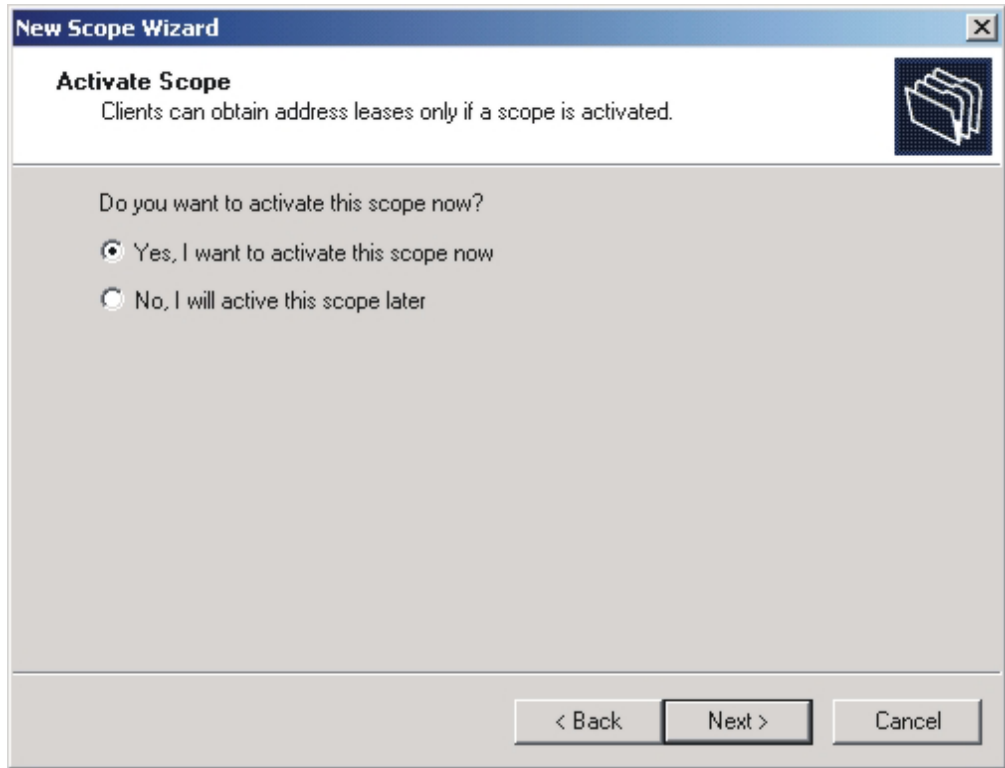 New Scope Wizard
Activate Scope
Clients can obtain address leases only if a scope is activated.
Do you want to activate this scope now?
Yes, I want to activate this scope now
No, I will active this scope later
< Back
Next >
Cancel